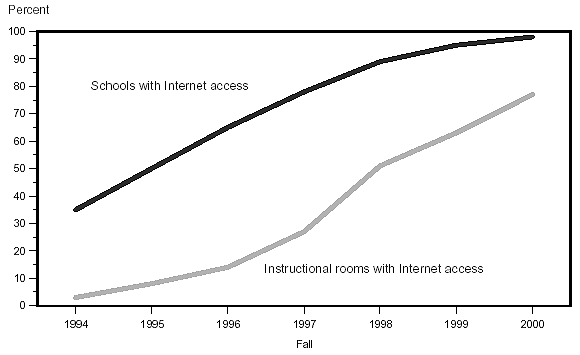 Percent
100
90
80
70
60
50
40
30
20
10
0
Schools with Internet access
Instructional rooms with Internet access
1994 1995 1996 1997 1998 1999 2000
Fall